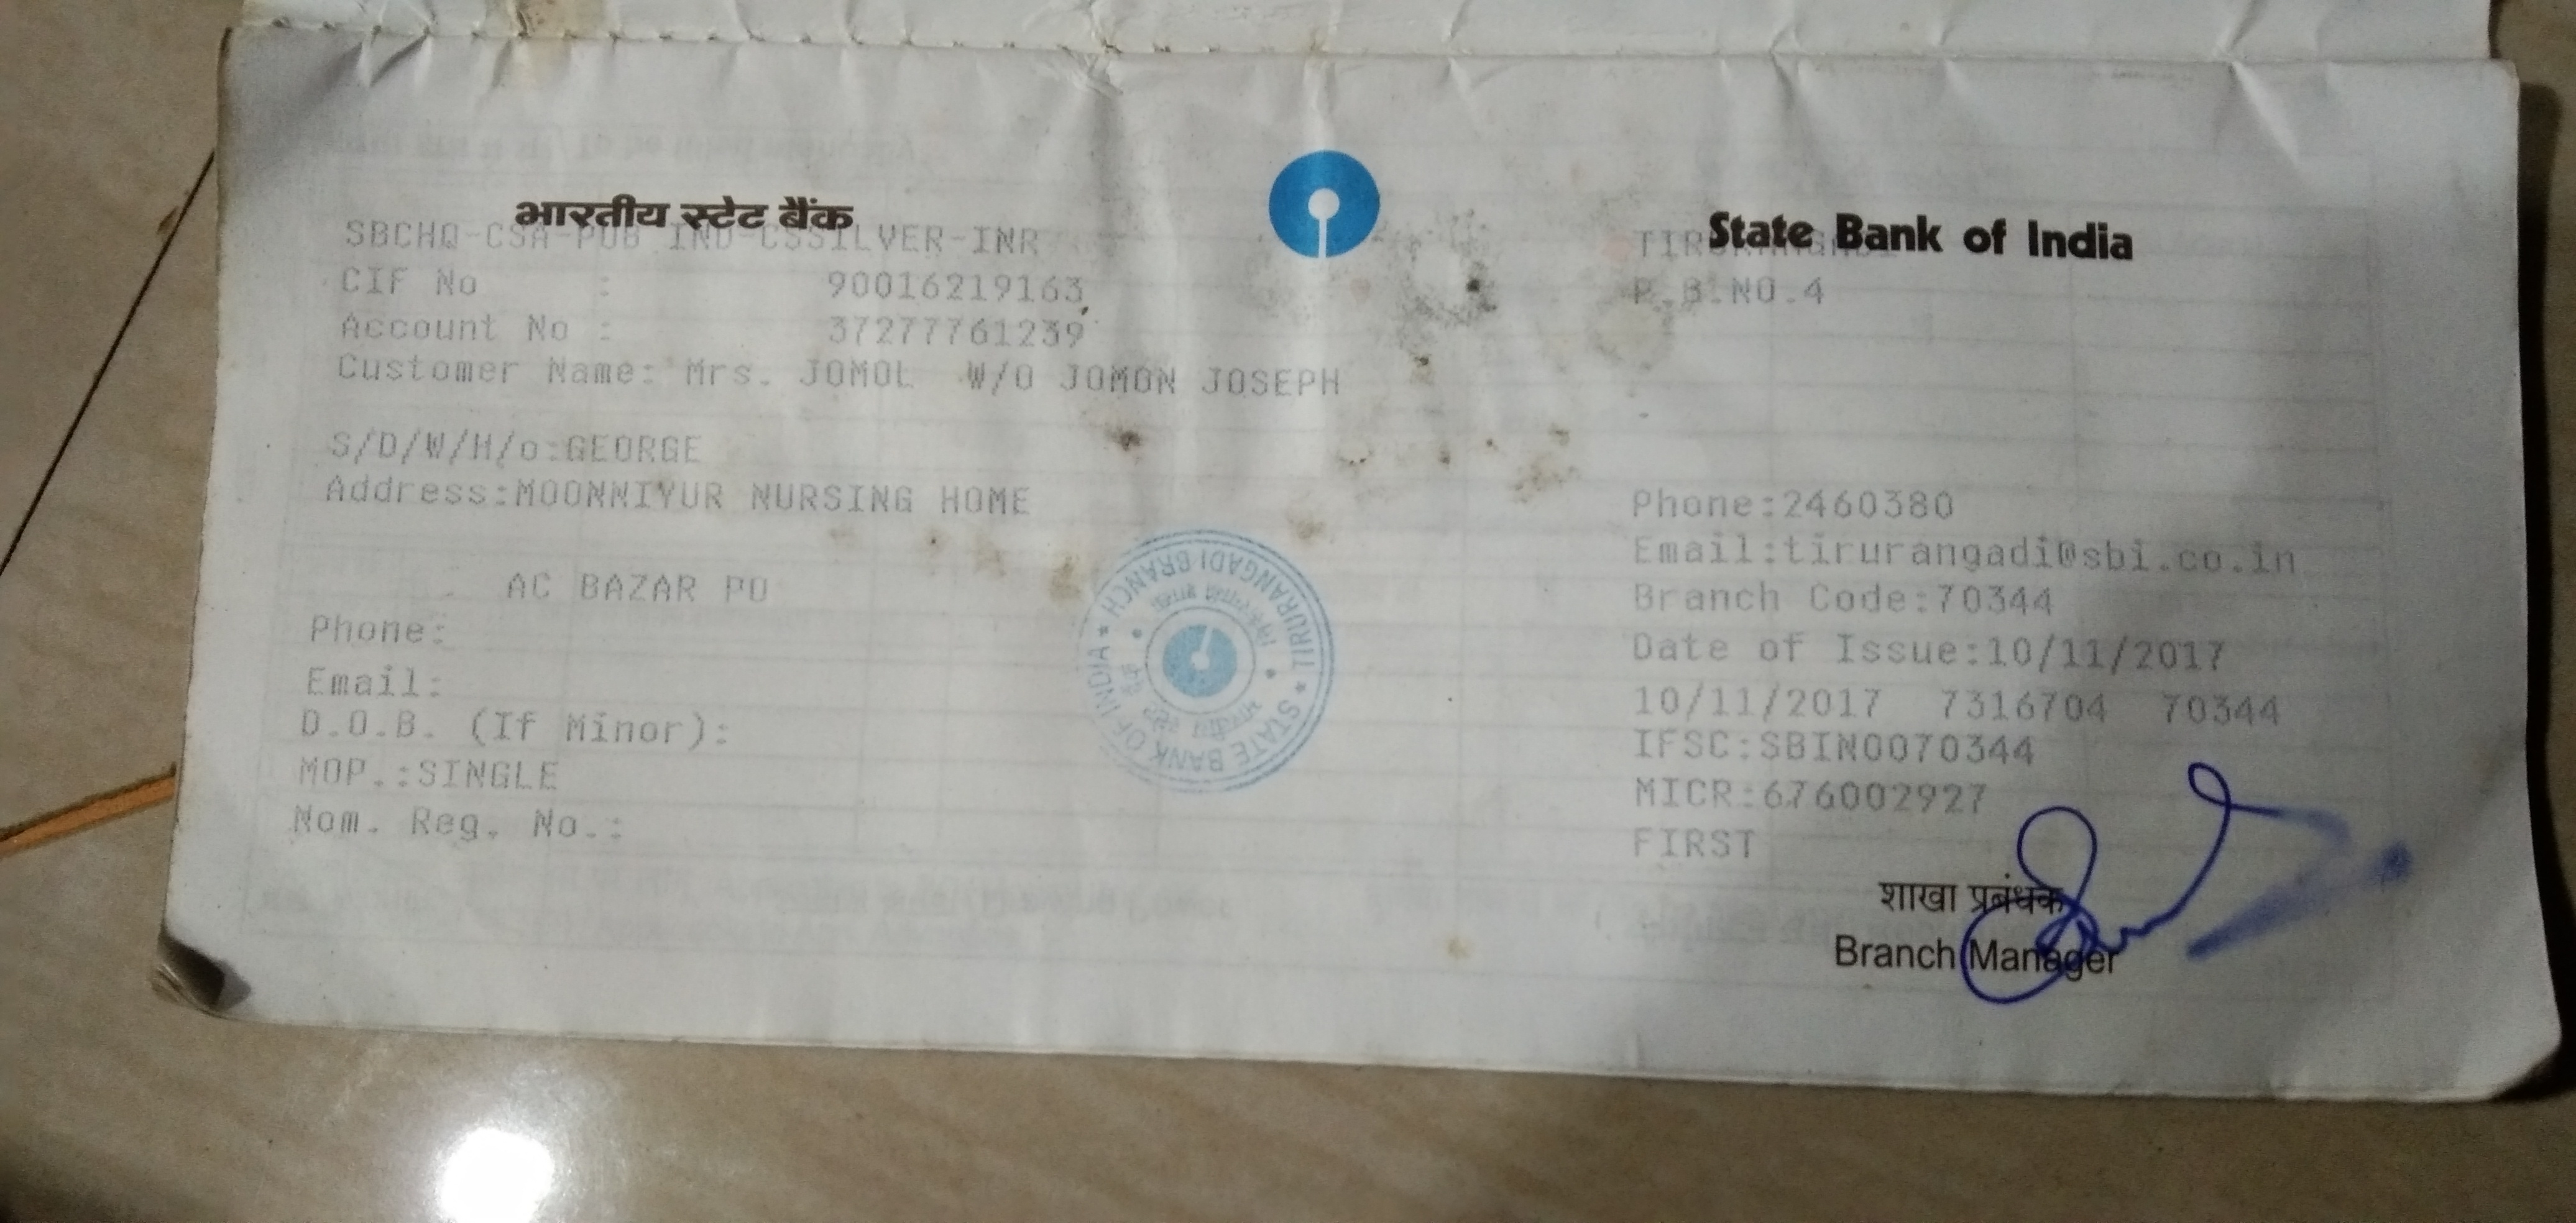 भारतीय स्टेट बैंक
State Bank of India
SBCHQ-CSA-PUB IND-CSSILVER-INR
CIF No : 90016219163
P.B.NO.4
Account No : 37277761239
Customer Name: Mrs. JOMOL W/O JOMON JOSEPH
S/D/W/H/o:GEORGE
Address:MOONNIYUR NURSING HOME
AC BAZAR PO
Phone:
Email:
D.O.B. (If Minor):
MOP.:SINGLE
Nom. Reg. No.:
Phone:2460380
Email:tirurangadi@sbi.co.in
Branch Code:70344
Date of Issue:10/11/2017
10/11/2017 7316704 70344
IFSC:SBIN0070344
MICR:676002927
FIRST
शाखा प्रबंधक
Branch Manager
* STATE BANK OF INDIA * TIRURANGADI BRANCH